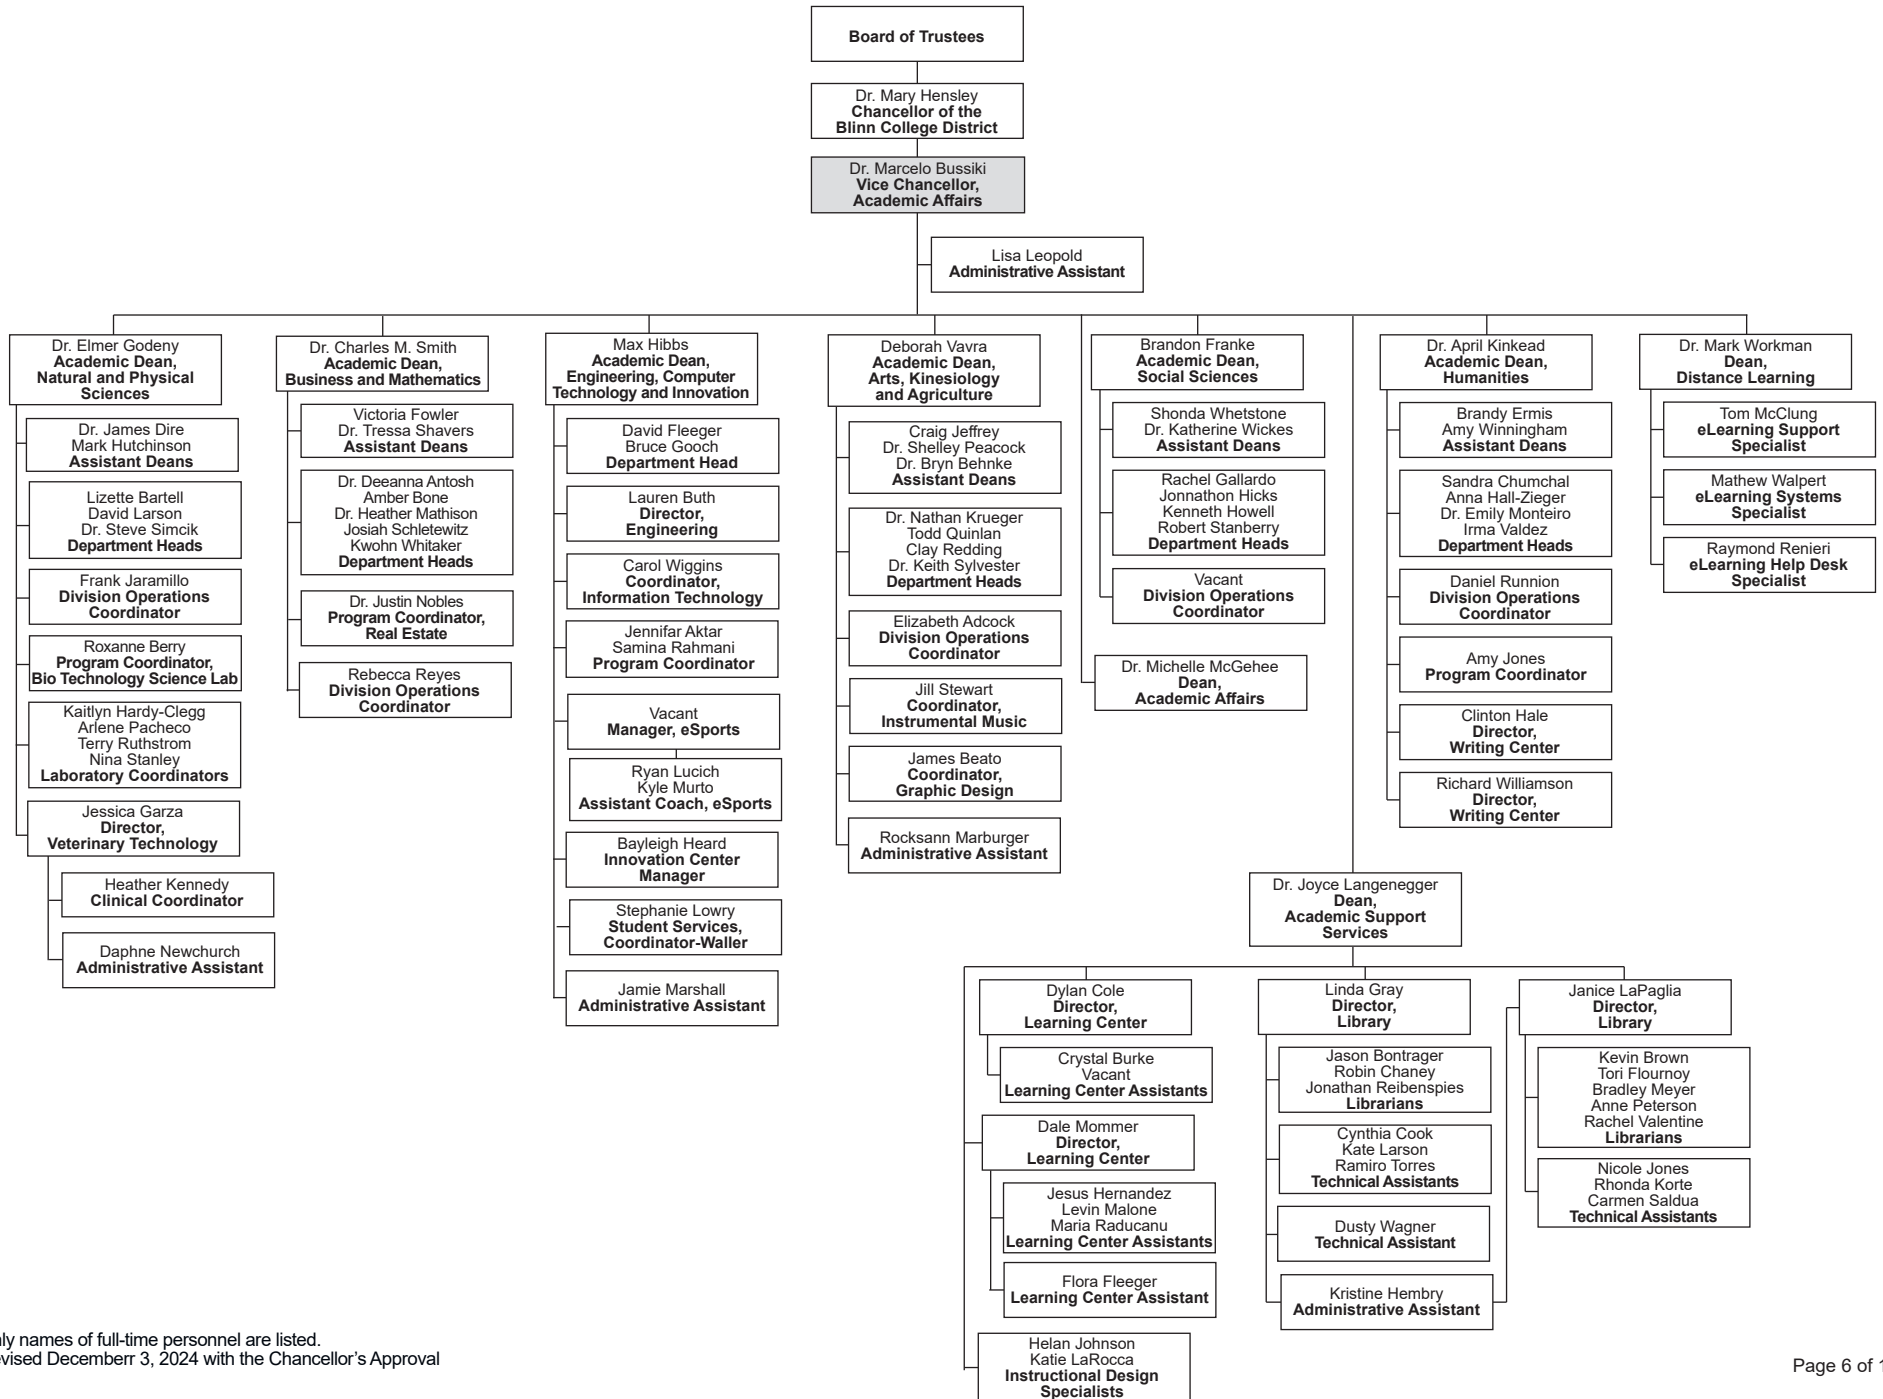 Board of Trustees
Dr. Mary Hensley
Chancellor of the
Blinn College District
Dr. Marcelo Bussiki
Vice Chancellor,
Academic Affairs
Lisa Leopold
Administrative Assistant
Dr. Elmer Godeny
Academic Dean,
Natural and Physical
Sciences
Dr. James Dire
Mark Hutchinson
Assistant Deans
Lizette Bartell
David Larson
Dr. Steve Simcik
Department Heads
Frank Jaramillo
Division Operations
Coordinator
Roxanne Berry
Program Coordinator,
Bio Technology Science Lab
Kaitlyn Hardy-Clegg
Arlene Pacheco
Terry Ruthstrom
Nina Stanley
Laboratory Coordinators
Jessica Garza
Director,
Veterinary Technology
Heather Kennedy
Clinical Coordinator
Daphne Newchurch
Administrative Assistant
Dr. Charles M. Smith
Academic Dean,
Business and Mathematics
Victoria Fowler
Dr. Tressa Shavers
Assistant Deans
Dr. Deeanna Antosh
Amber Bone
Dr. Heather Mathison
Josiah Schletewitz
Kwohn Whitaker
Department Heads
Dr. Justin Nobles
Program Coordinator,
Real Estate
Rebecca Reyes
Division Operations
Coordinator
Max Hibbs
Academic Dean,
Engineering, Computer
Technology and Innovation
David Fleeger
Bruce Gooch
Department Head
Lauren Buth
Director,
Engineering
Carol Wiggins
Coordinator,
Information Technology
Jennifar Aktar
Samina Rahmani
Program Coordinator
Vacant
Manager, eSports
Ryan Lucich
Kyle Murto
Assistant Coach, eSports
Bayleigh Heard
Innovation Center
Manager
Stephanie Lowry
Student Services,
Coordinator-Waller
Jamie Marshall
Administrative Assistant
Deborah Vavra
Academic Dean,
Arts, Kinesiology
and Agriculture
Craig Jeffrey
Dr. Shelley Peacock
Dr. Bryn Behnke
Assistant Deans
Dr. Nathan Krueger
Todd Quinlan
Clay Redding
Dr. Keith Sylvester
Department Heads
Elizabeth Adcock
Division Operations
Coordinator
Jill Stewart
Coordinator,
Instrumental Music
James Beato
Coordinator,
Graphic Design
Rocksann Marburger
Administrative Assistant
Brandon Franke
Academic Dean,
Social Sciences
Shonda Whetstone
Dr. Katherine Wickes
Assistant Deans
Rachel Gallardo
Jonnathon Hicks
Kenneth Howell
Robert Stanberry
Department Heads
Vacant
Division Operations
Coordinator
Dr. Michelle McGehee
Dean,
Academic Affairs
Dr. April Kinkead
Academic Dean,
Humanities
Brandy Ermis
Amy Winningham
Assistant Deans
Sandra Chumchal
Anna Hall-Zieger
Dr. Emily Monteiro
Irma Valdez
Department Heads
Daniel Runnion
Division Operations
Coordinator
Amy Jones
Program Coordinator
Clinton Hale
Director,
Writing Center
Richard Williamson
Director,
Writing Center
Dr. Mark Workman
Dean,
Distance Learning
Tom McClung
eLearning Support
Specialist
Mathew Walpert
eLearning Systems
Specialist
Raymond Renieri
eLearning Help Desk
Specialist
Dr. Joyce Langenegger
Dean,
Academic Support
Services
Dylan Cole
Director,
Learning Center
Crystal Burke
Vacant
Learning Center Assistants
Dale Mommer
Director,
Learning Center
Jesus Hernandez
Levin Malone
Maria Raducanu
Learning Center Assistants
Flora Fleeger
Learning Center Assistant
Helan Johnson
Katie LaRocca
Instructional Design
Specialists
Linda Gray
Director,
Library
Jason Bontrager
Robin Chaney
Jonathan Reibenspies
Librarians
Cynthia Cook
Kate Larson
Ramiro Torres
Technical Assistants
Dusty Wagner
Technical Assistant
Kristine Hembry
Administrative Assistant
Janice LaPaglia
Director,
Library
Kevin Brown
Tori Flournoy
Bradley Meyer
Anne Peterson
Rachel Valentine
Librarians
Nicole Jones
Rhonda Korte
Carmen Saldua
Technical Assistants
names of full-time personnel are listed.
Decemberr 3, 2024 with the Chancellor's Approval
Page 6 of